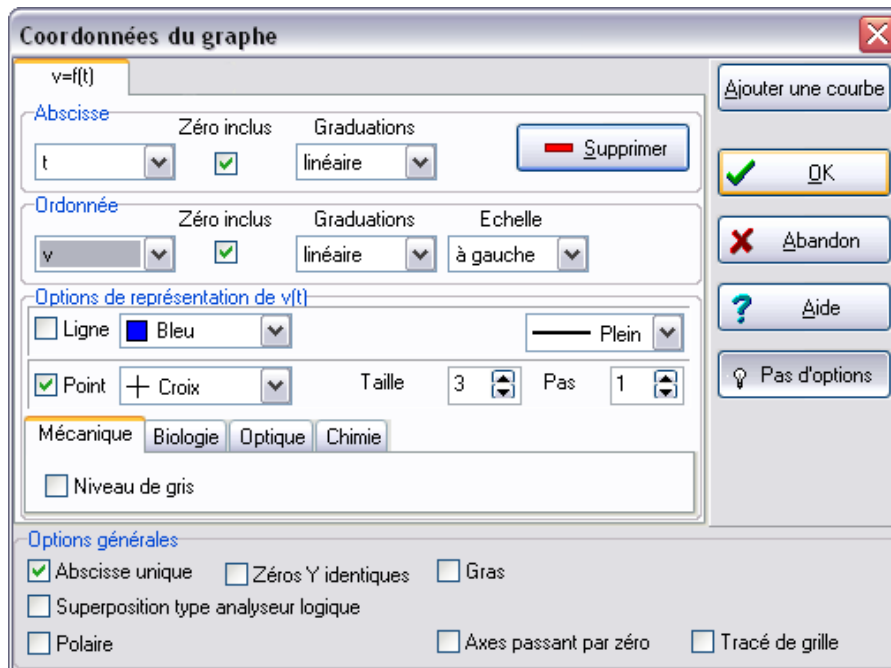 Coordonnées du graphe
v=f(t)
Ajouter une courbe
Abscisse
Zéro inclus Graduations
t linéaire Supprimer
OK
Ordonnée
Zéro inclus Graduations Echelle
v linéaire à gauche
Abandon
Options de représentation de v(t)
Ligne Bleu Plein
Aide
Point Croix Taille 3 Pas 1
Pas d'options
Mécanique Biologie Optique Chimie
Niveau de gris
Options générales
Abscisse unique Zéros Y identiques Gras
Superposition type analyseur logique
Polaire Axes passant par zéro Tracé de grille